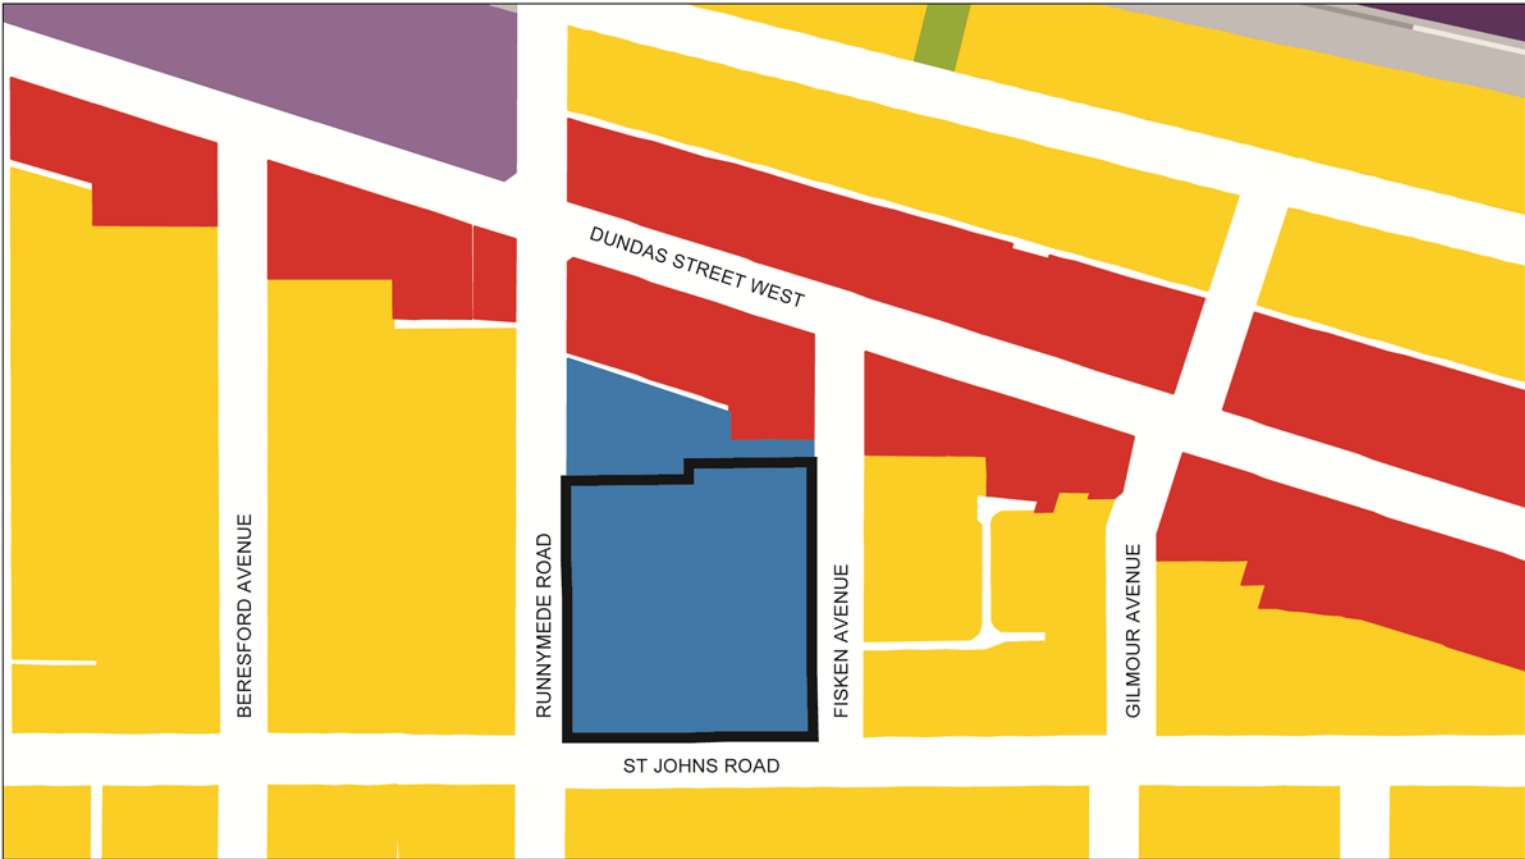 DUNDAS STREET WEST
BERESFORD AVENUE
RUNNYMEDE ROAD
FISKEN AVENUE
GILMOUR AVENUE
ST JOHNS ROAD